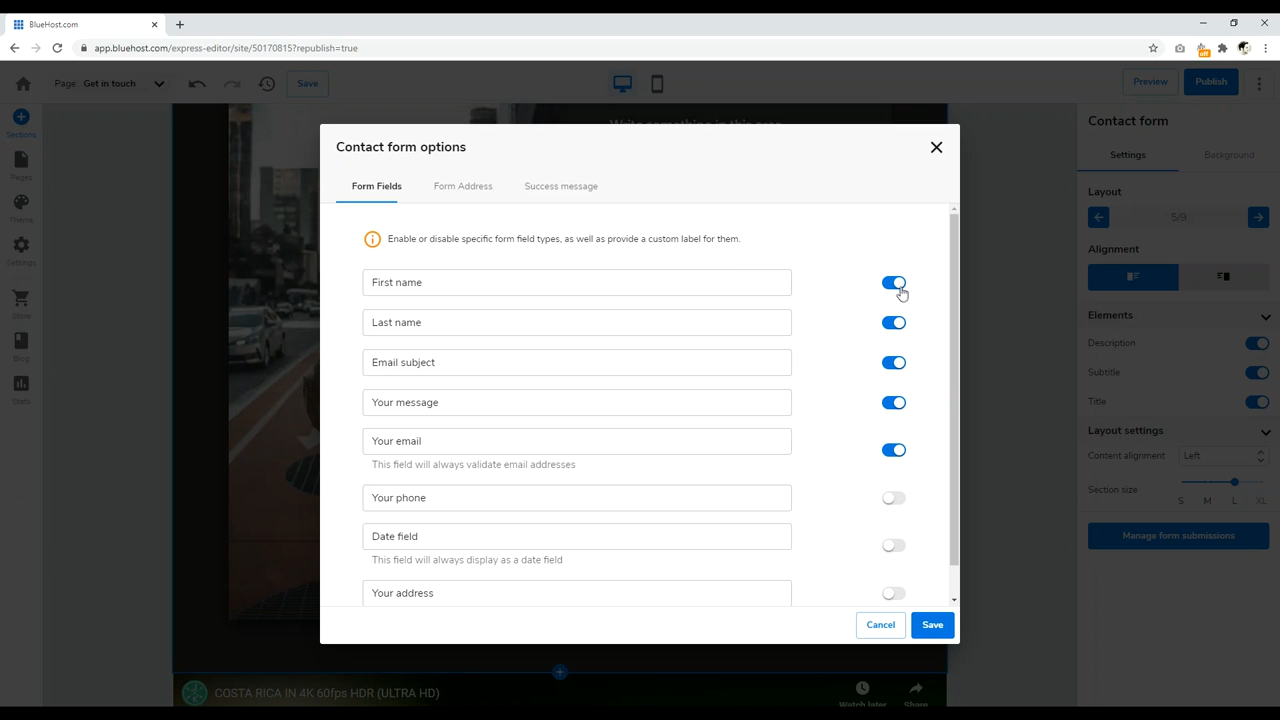 BlueHost.com
app.bluehost.com/express-editor/site/50170815?republish=true
off
Page: Get in touch
Save
Preview
Publish
Sections
Pages
Theme
Settings
Store
Blog
Stats
Write something in this area
Contact form options
Form Fields
Form Address
Success message
Enable or disable specific form field types, as well as provide a custom label for them.
First name
Last name
Email subject
Your message
Your email
This field will always validate email addresses
Your phone
Date field
This field will always display as a date field
Your address
Cancel
Save
Contact form
Settings
Background
Layout
5/9
Alignment
Elements
Description
Subtitle
Title
Layout settings
Content alignment
Left
Section size
S M L XL
Manage form submissions
COSTA RICA IN 4K 60fps HDR (ULTRA HD)
Watch later
Share